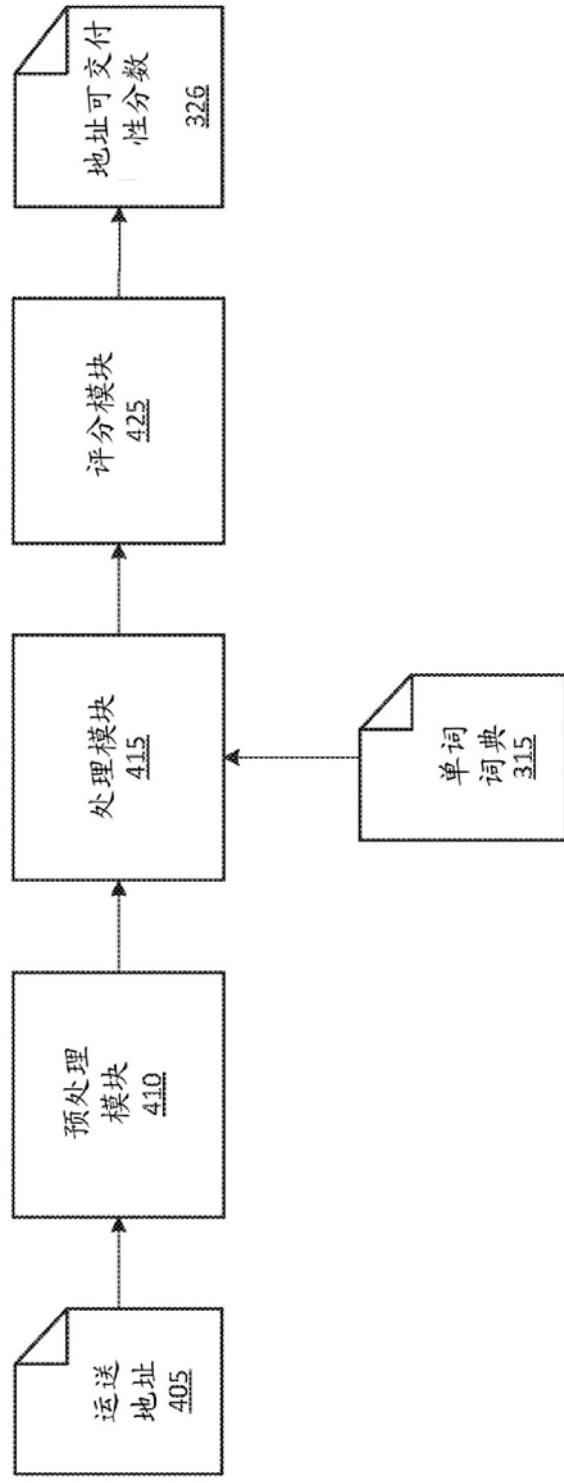 运送
地址
405
预处理
模块
410
处理模块
415
单词
词典
315
评分模块
425
地址可交付
性分数
326